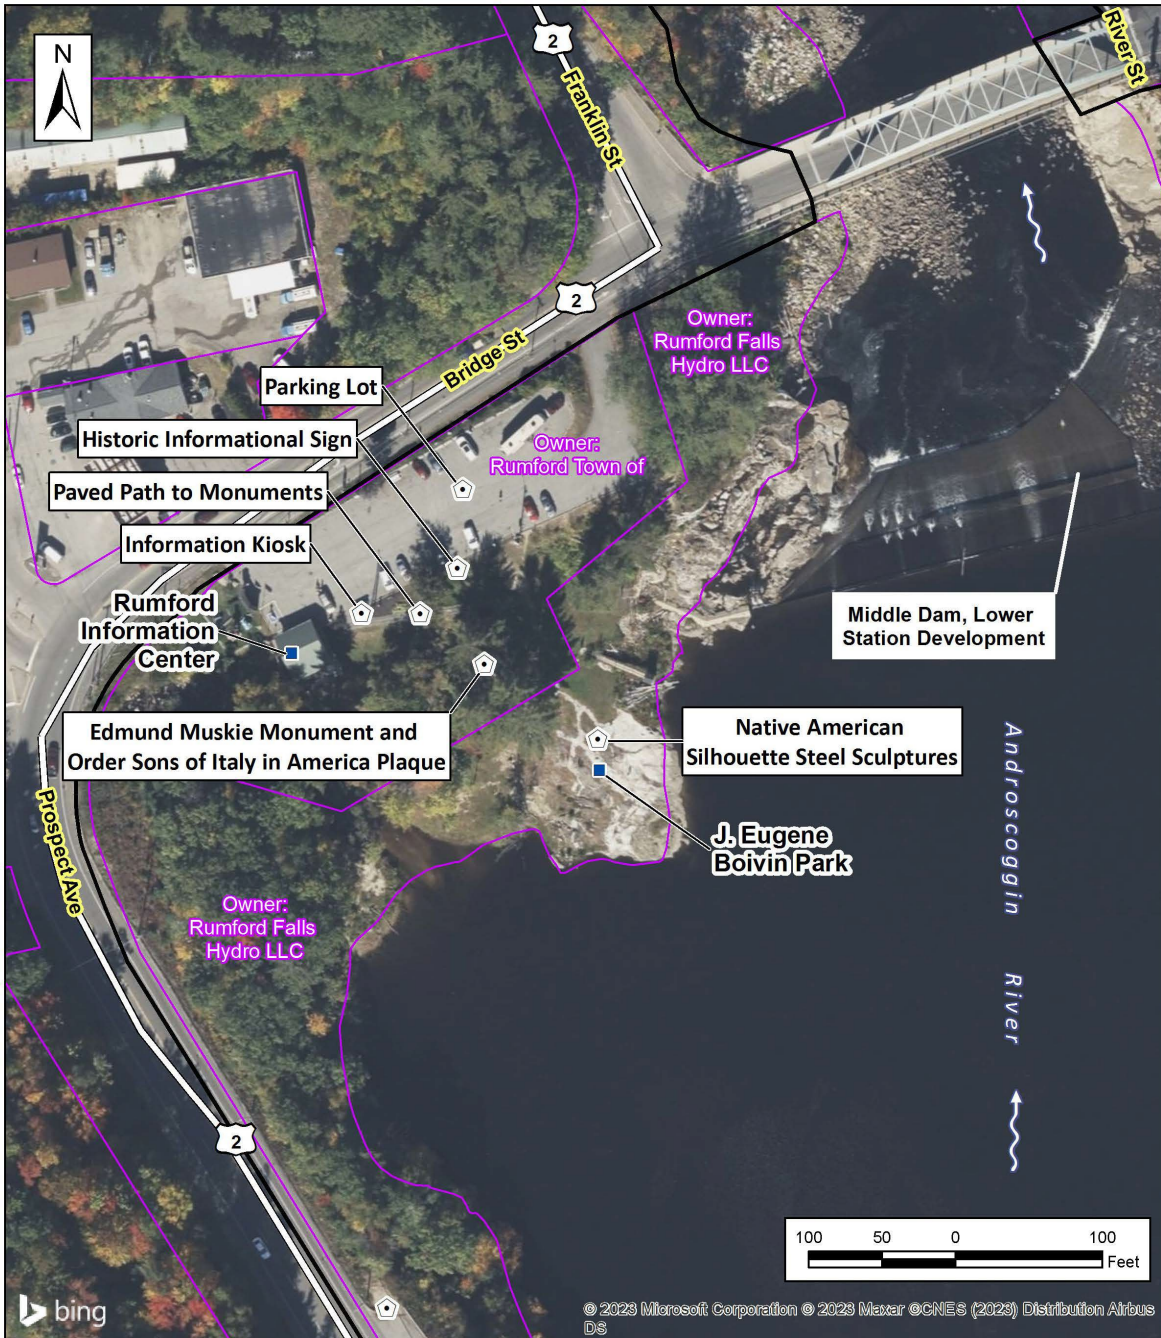 N
2
Franklin St
River St
2
Bridge St
Owner:
Rumford Falls
Hydro LLC
Parking Lot
Historic Informational Sign
Owner:
Rumford Town of
Paved Path to Monuments
Information Kiosk
Rumford
Information
Center
Middle Dam, Lower
Station Development
Edmund Muskie Monument and
Order Sons of Italy in America Plaque
Native American
Silhouette Steel Sculptures
J. Eugene
Boivin Park
Androscoggin River
Prospect Ave
Owner:
Rumford Falls
Hydro LLC
2
100 50 0 100
Feet
bing
© 2023 Microsoft Corporation © 2023 Maxar ©CNES (2023) Distribution Airbus
DS